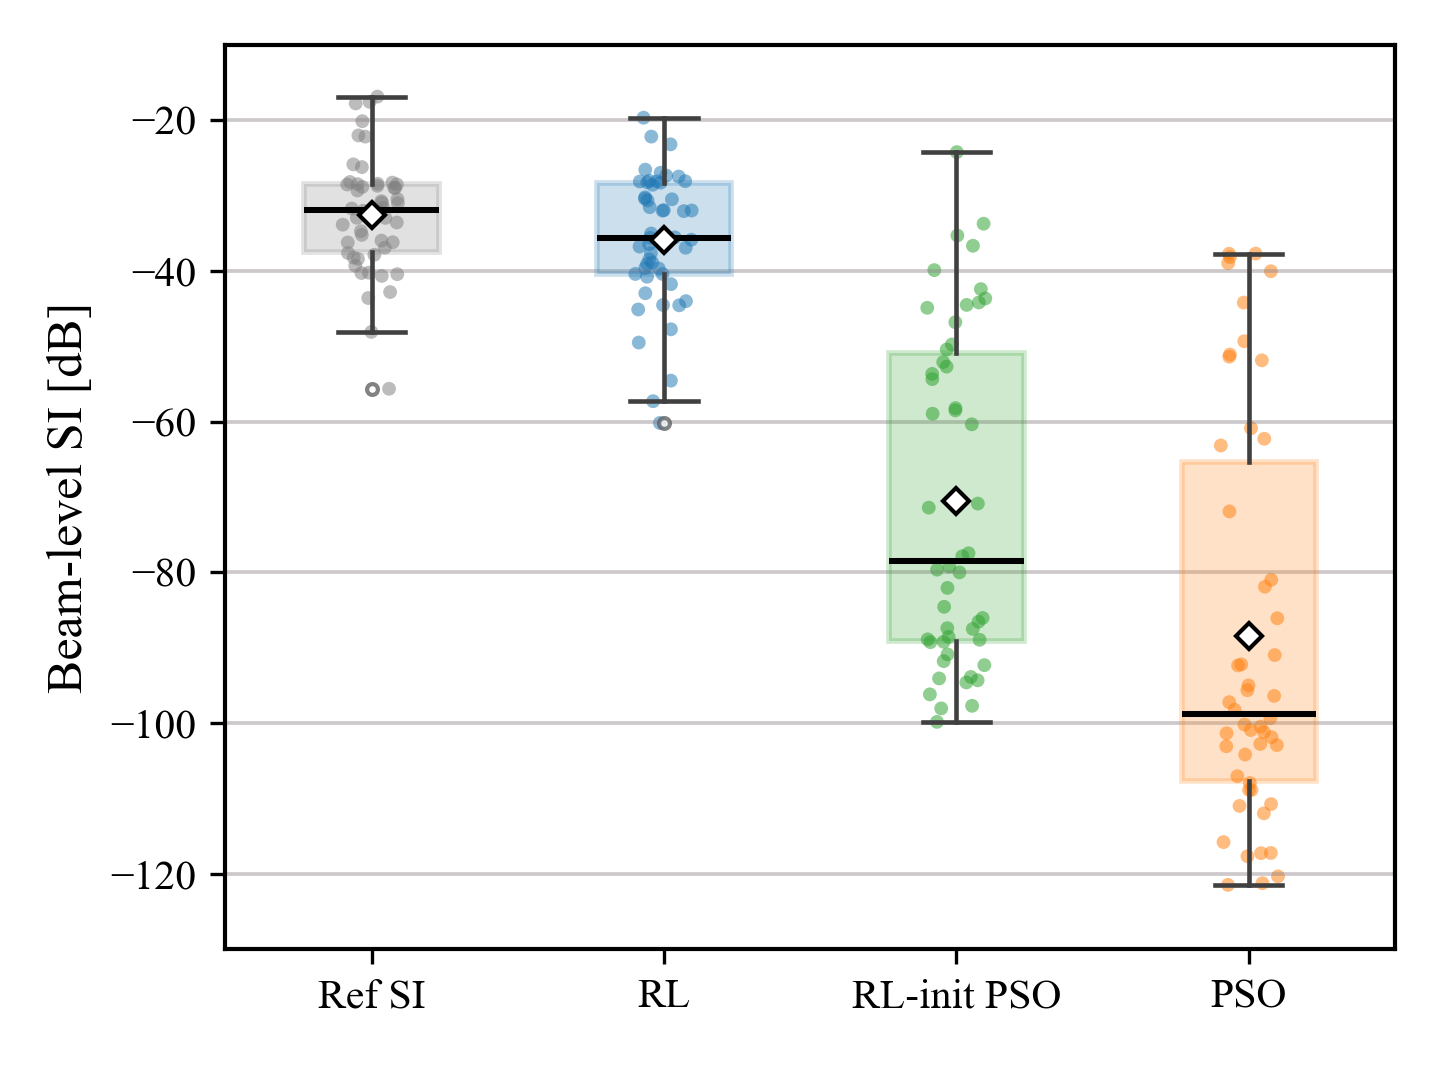 Beam-level SI [dB]
−20
−40
−60
−80
−100
−120
Ref SI
RL
RL-init PSO
PSO